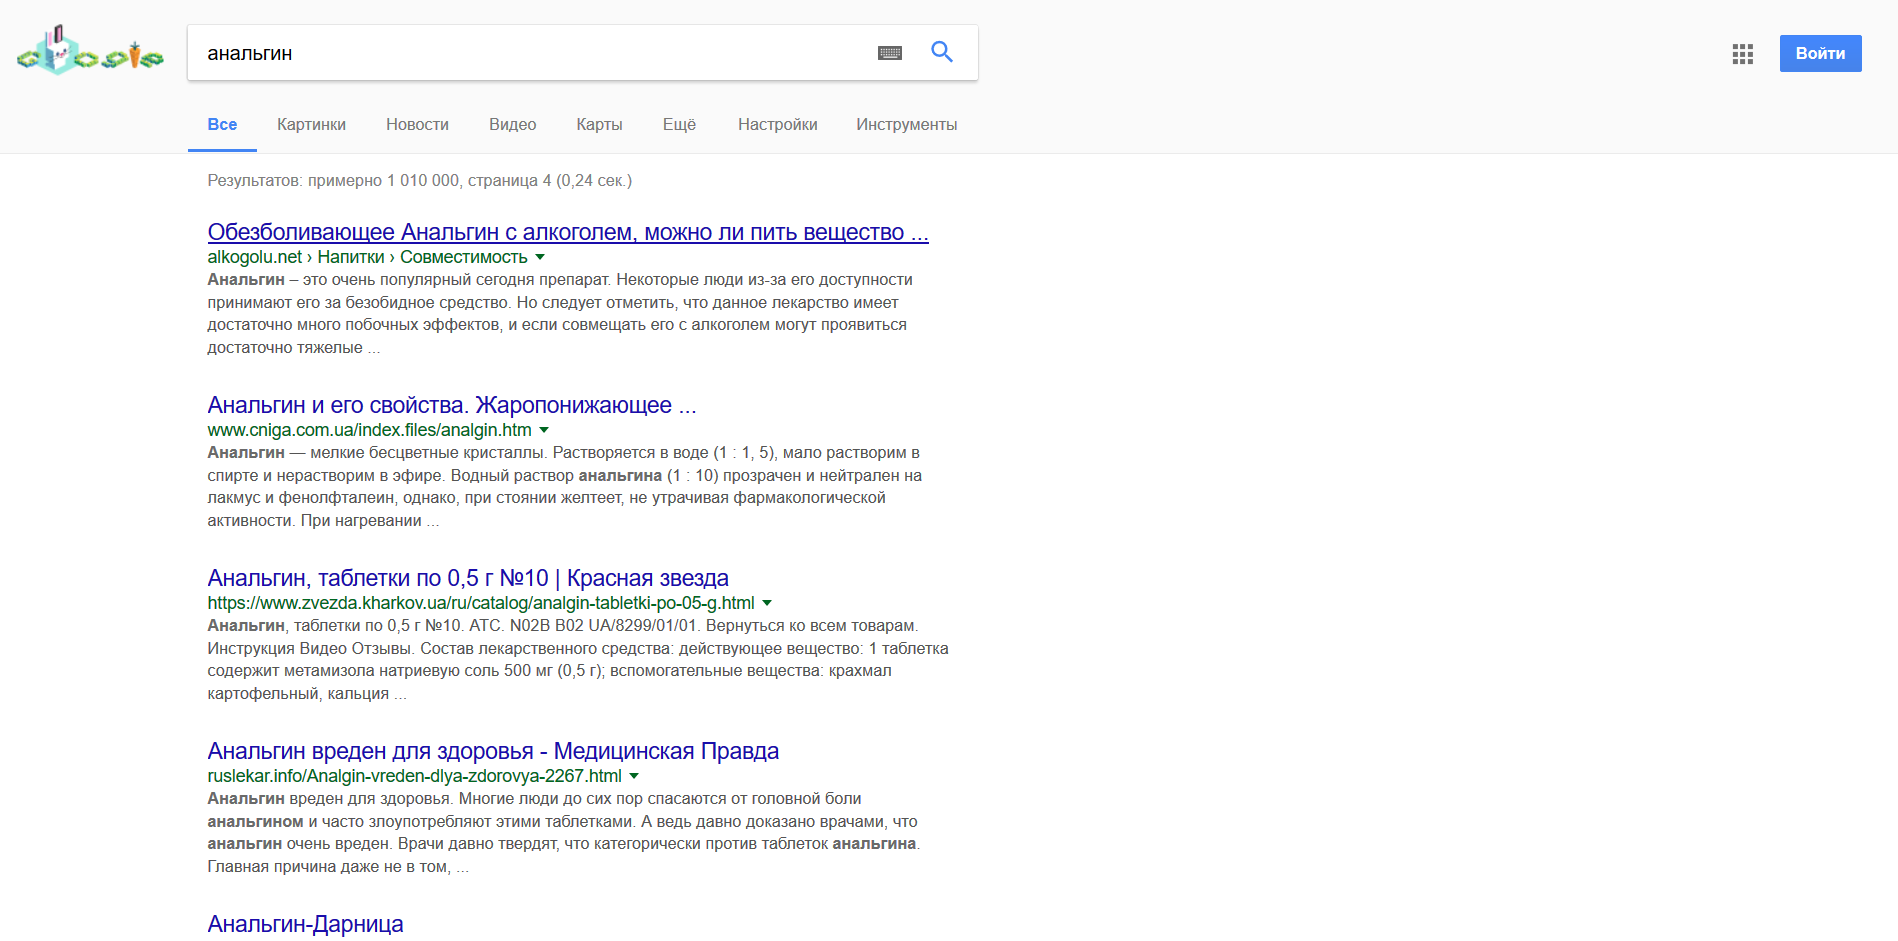 анальгин
Войти
Все Картинки Новости Видео Карты Ещё Настройки Инструменты
Результатов: примерно 1 010 000, страница 4 (0,24 сек.)
Обезболивающее Анальгин с алкоголем, можно ли пить вещество ...
alkogolu.net › Напитки › Совместимость
Анальгин – это очень популярный сегодня препарат. Некоторые люди из-за его доступности
принимают его за безобидное средство. Но следует отметить, что данное лекарство имеет
достаточно много побочных эффектов, и если совмещать его с алкоголем могут проявиться
достаточно тяжелые ...
Анальгин и его свойства. Жаропонижающее ...
www.cniga.com.ua/index.files/analgin.htm
Анальгин — мелкие бесцветные кристаллы. Растворяется в воде (1 : 1, 5), мало растворим в
спирте и нерастворим в эфире. Водный раствор анальгина (1 : 10) прозрачен и нейтрален на
лакмус и фенолфталеин, однако, при стоянии желтеет, не утрачивая фармакологической
активности. При нагревании ...
Анальгин, таблетки по 0,5 г №10 | Красная звезда
https://www.zvezda.kharkov.ua/ru/catalog/analgin-tabletki-po-05-g.html
Анальгин, таблетки по 0,5 г №10. АТС. N02B B02 UA/8299/01/01. Вернуться ко всем товарам.
Инструкция Видео Отзывы. Состав лекарственного средства: действующее вещество: 1 таблетка
содержит метамизола натриевую соль 500 мг (0,5 г); вспомогательные вещества: крахмал
картофельный, кальция ...
Анальгин вреден для здоровья - Медицинская Правда
ruslekar.info/Analgin-vreden-dlya-zdorovya-2267.html
Анальгин вреден для здоровья. Многие люди до сих пор спасаются от головной боли
анальгином и часто злоупотребляют этими таблетками. А ведь давно доказано врачами, что
анальгин очень вреден. Врачи давно твердят, что категорически против таблеток анальгина.
Главная причина даже не в том, ...
Анальгин-Дарница